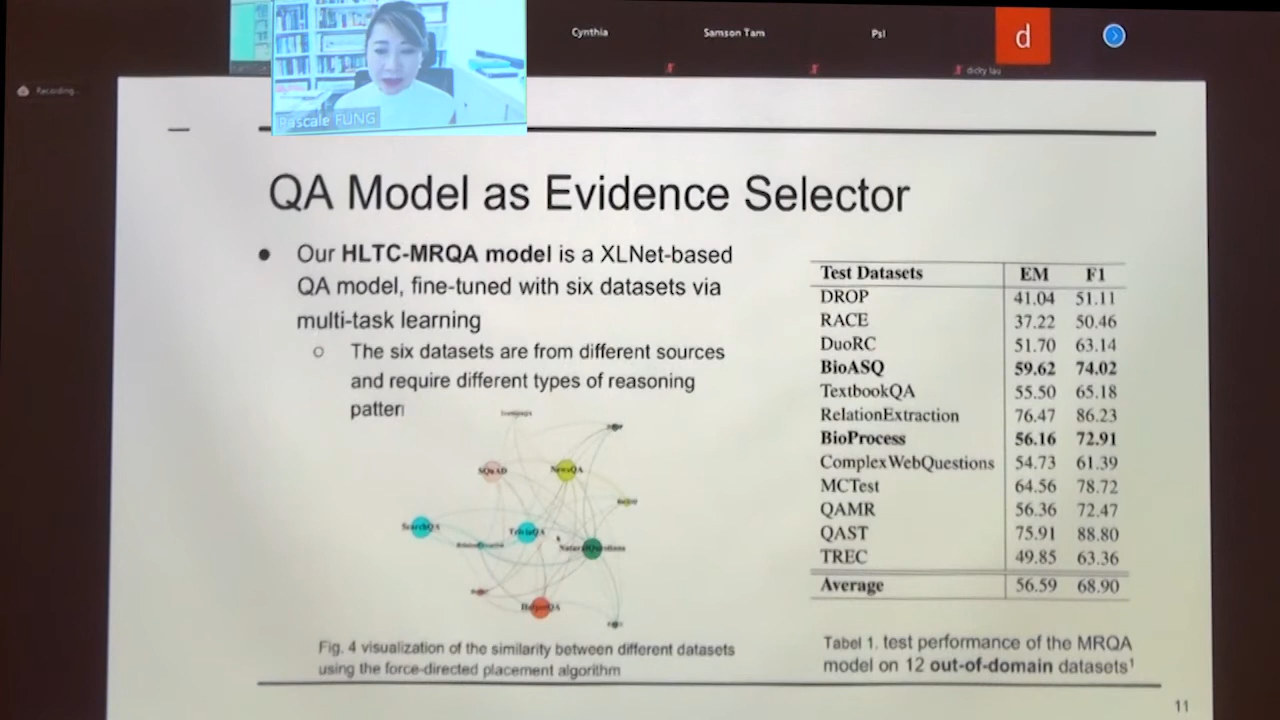 Cynthia
Samson Tam
Psl
d
dicky lau
Recording...
Pascale FUNG
QA Model as Evidence Selector
● Our HLTC-MRQA model is a XLNet-based
QA model, fine-tuned with six datasets via
multi-task learning
○ The six datasets are from different sources
and require different types of reasoning
pattern
SQuAD
NewsQA
SearchQA
TriviaQA
NaturalQuestions
HotpotQA
Fig. 4 visualization of the similarity between different datasets
using the force-directed placement algorithm
Test Datasets EM F1
DROP 41.04 51.11
RACE 37.22 50.46
DuoRC 51.70 63.14
BioASQ 59.62 74.02
TextbookQA 55.50 65.18
RelationExtraction 76.47 86.23
BioProcess 56.16 72.91
ComplexWebQuestions 54.73 61.39
MCTest 64.56 78.72
QAMR 56.36 72.47
QAST 75.91 88.80
TREC 49.85 63.36
Average 56.59 68.90
Tabel 1. test performance of the MRQA
model on 12 out-of-domain datasets¹
11